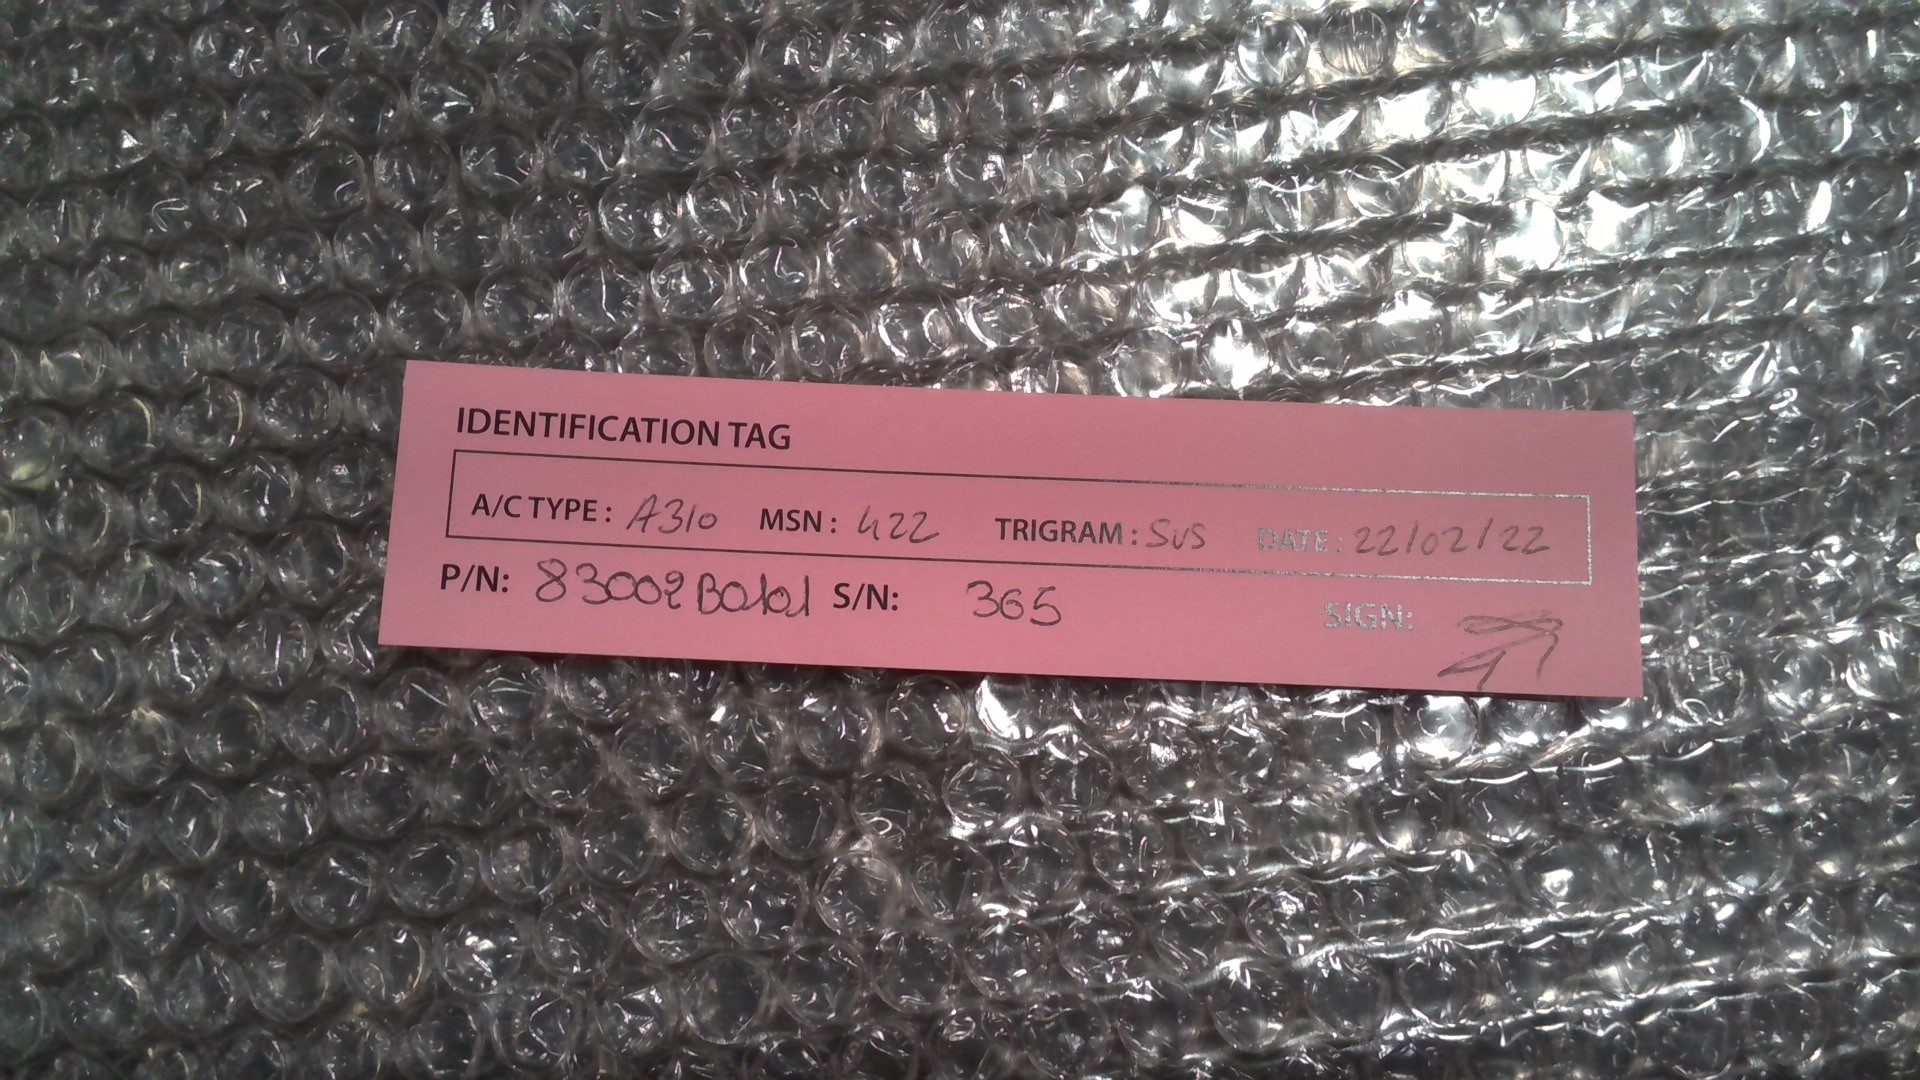 IDENTIFICATION TAG
A/C TYPE: A310 MSN: 422 TRIGRAM: SVS DATE: 22/02/22
P/N: 83002B0101 S/N: 365 SIGN: